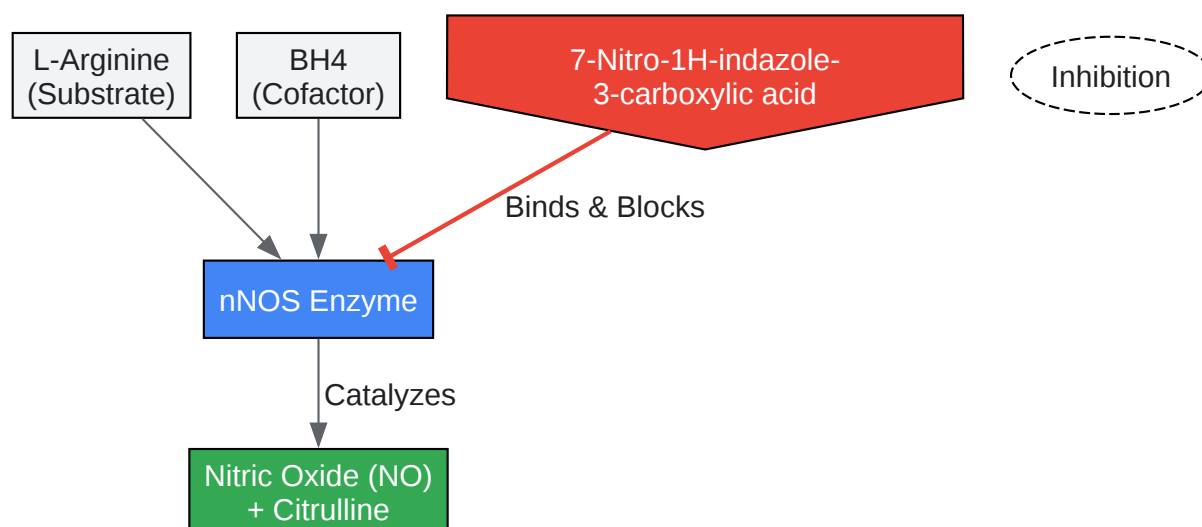 L-Arginine
(Substrate)
BH4
(Cofactor)
7-Nitro-1H-indazole-
3-carboxylic acid
Inhibition
Binds & Blocks
nNOS Enzyme
Catalyzes
Nitric Oxide (NO)
+ Citrulline